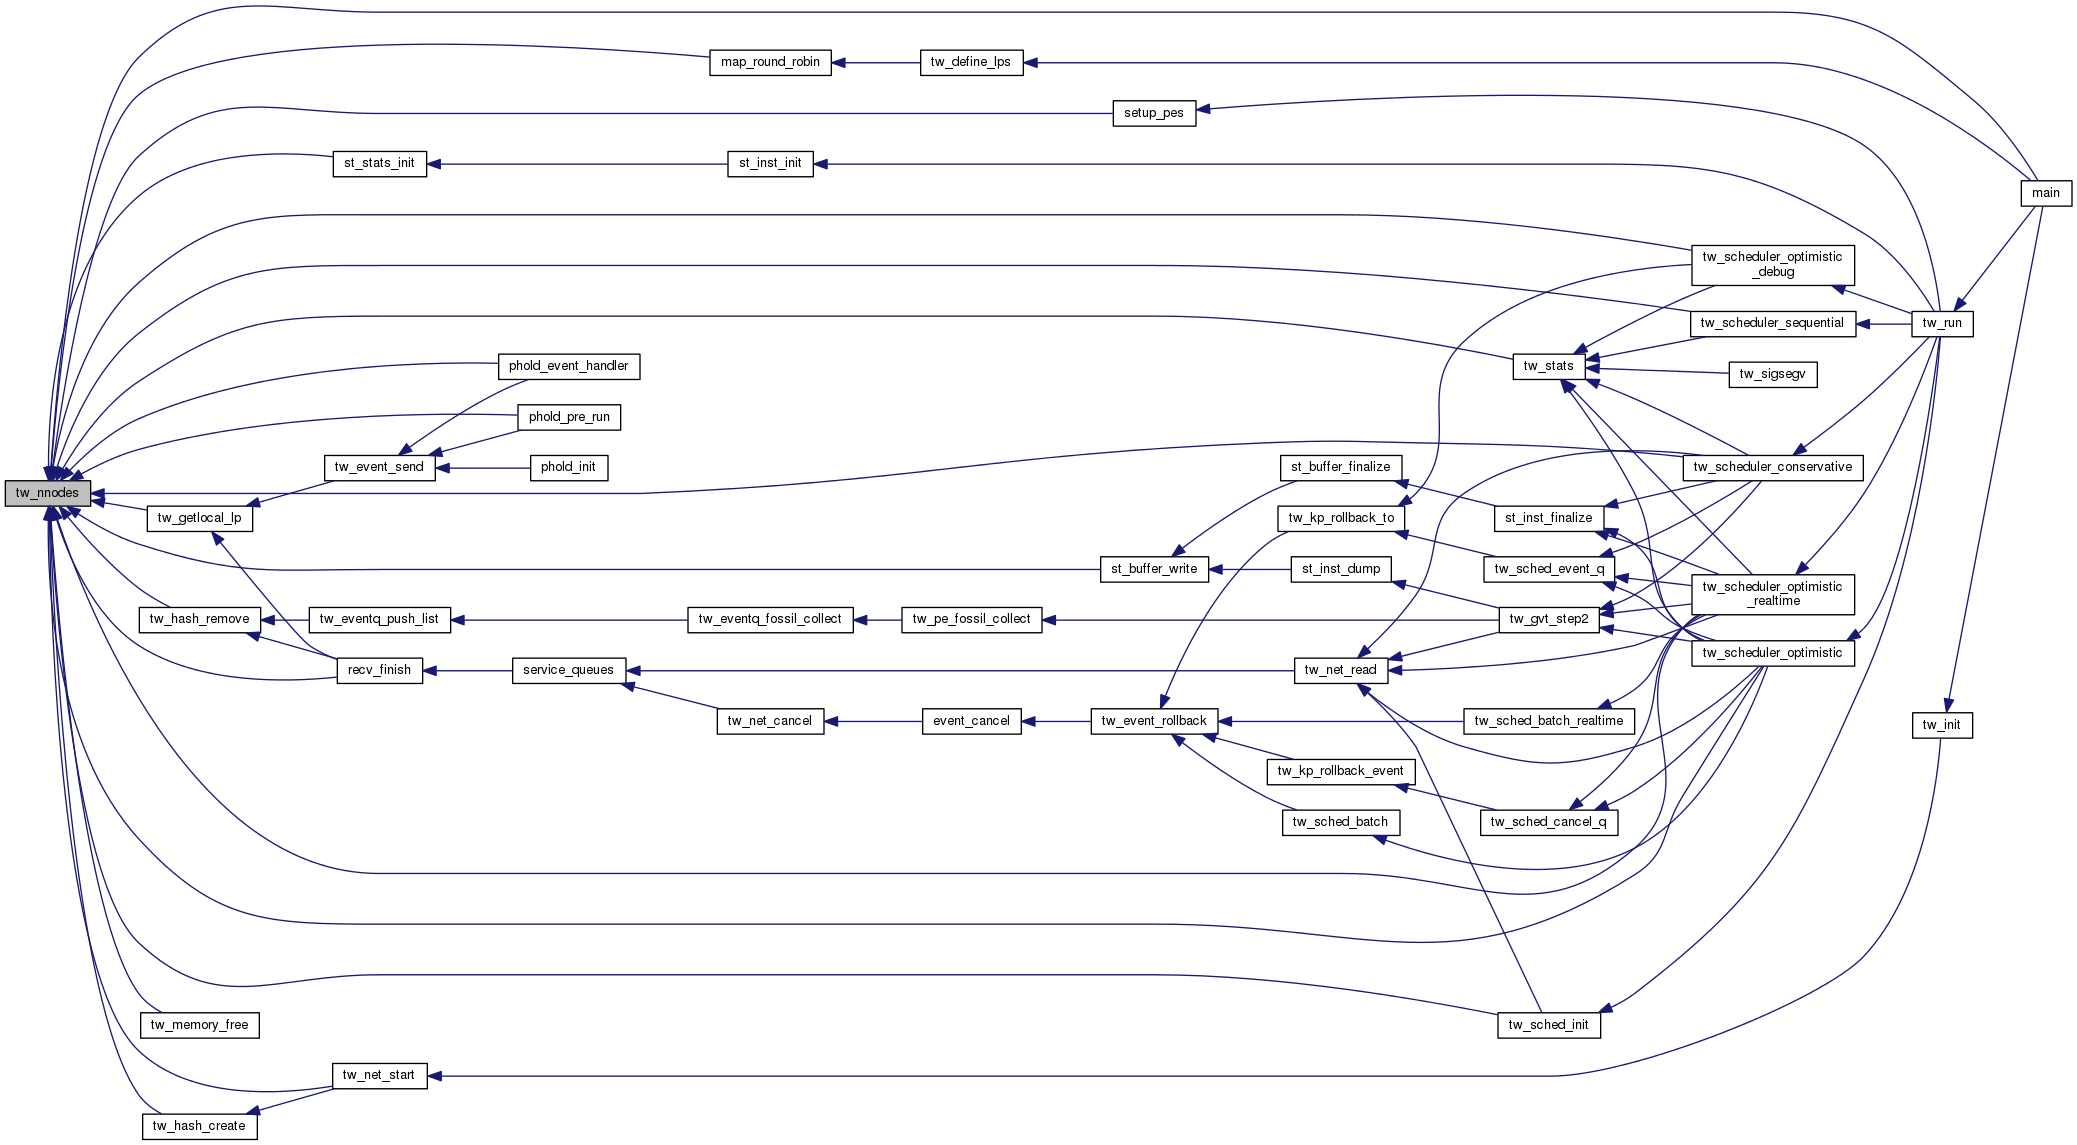 map_round_robin
tw_define_lps
setup_pes
st_stats_init
st_inst_init
main
tw_scheduler_optimistic
_debug
tw_scheduler_sequential
tw_run
phold_event_handler
tw_stats
tw_sigsegv
phold_pre_run
tw_event_send
phold_init
st_buffer_finalize
tw_scheduler_conservative
tw_nnodes
tw_getlocal_lp
tw_kp_rollback_to
st_inst_finalize
st_buffer_write
st_inst_dump
tw_sched_event_q
tw_scheduler_optimistic
_realtime
tw_hash_remove
tw_eventq_push_list
tw_eventq_fossil_collect
tw_pe_fossil_collect
tw_gvt_step2
tw_scheduler_optimistic
recv_finish
service_queues
tw_net_read
tw_net_cancel
event_cancel
tw_event_rollback
tw_sched_batch_realtime
tw_init
tw_kp_rollback_event
tw_sched_batch
tw_sched_cancel_q
tw_memory_free
tw_sched_init
tw_net_start
tw_hash_create